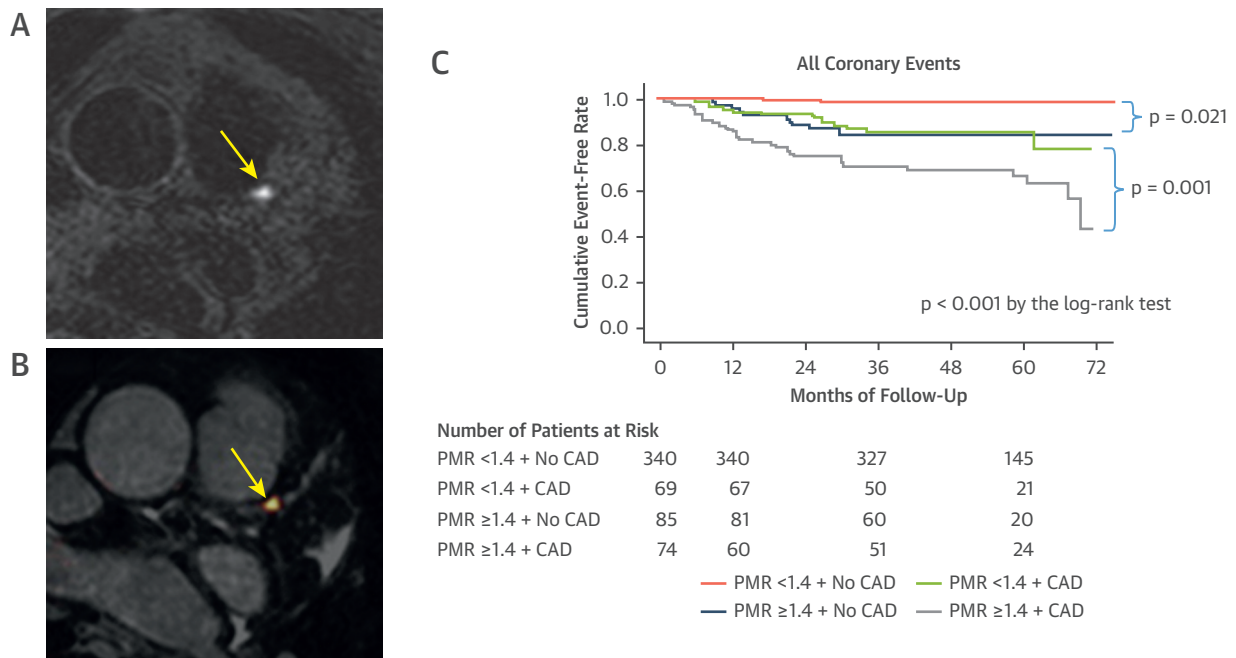 A
B
C
All Coronary Events
Cumulative Event-Free Rate
1.0
0.8
0.6
0.4
0.2
0.0
p = 0.021
p = 0.001
p < 0.001 by the log-rank test
0 12 24 36 48 60 72
Months of Follow-Up
Number of Patients at Risk
PMR <1.4 + No CAD 340 340 327 145
PMR <1.4 + CAD 69 67 50 21
PMR ≥1.4 + No CAD 85 81 60 20
PMR ≥1.4 + CAD 74 60 51 24
PMR <1.4 + No CAD PMR <1.4 + CAD
PMR ≥1.4 + No CAD PMR ≥1.4 + CAD